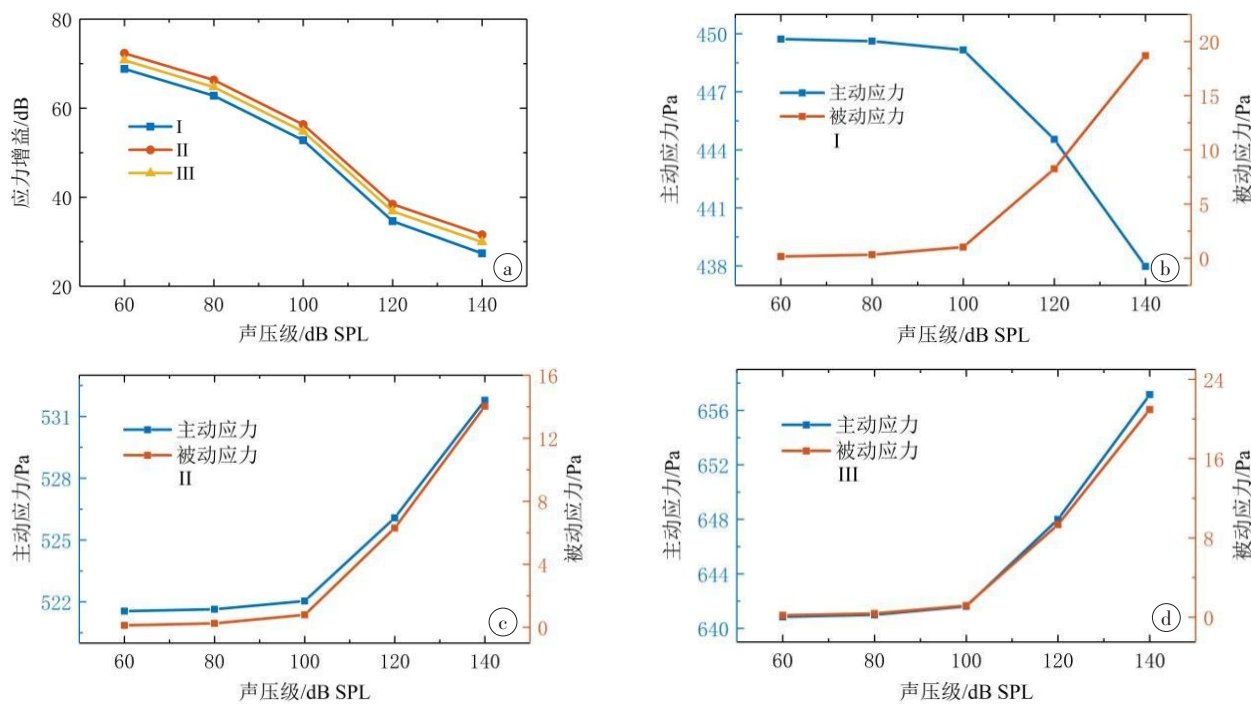 80
60
40
20
应力增益/dB
I
II
III
a
60 80 100 120 140
声压级/dB SPL
450
447
444
441
438
主动应力/Pa
主动应力
被动应力
I
20
15
10
5
0
被动应力/Pa
b
60 80 100 120 140
声压级/dB SPL
531
528
525
522
主动应力/Pa
主动应力
被动应力
II
16
12
8
4
0
被动应力/Pa
c
60 80 100 120 140
声压级/dB SPL
656
652
648
644
640
主动应力/Pa
主动应力
被动应力
III
24
16
8
0
被动应力/Pa
d
60 80 100 120 140
声压级/dB SPL